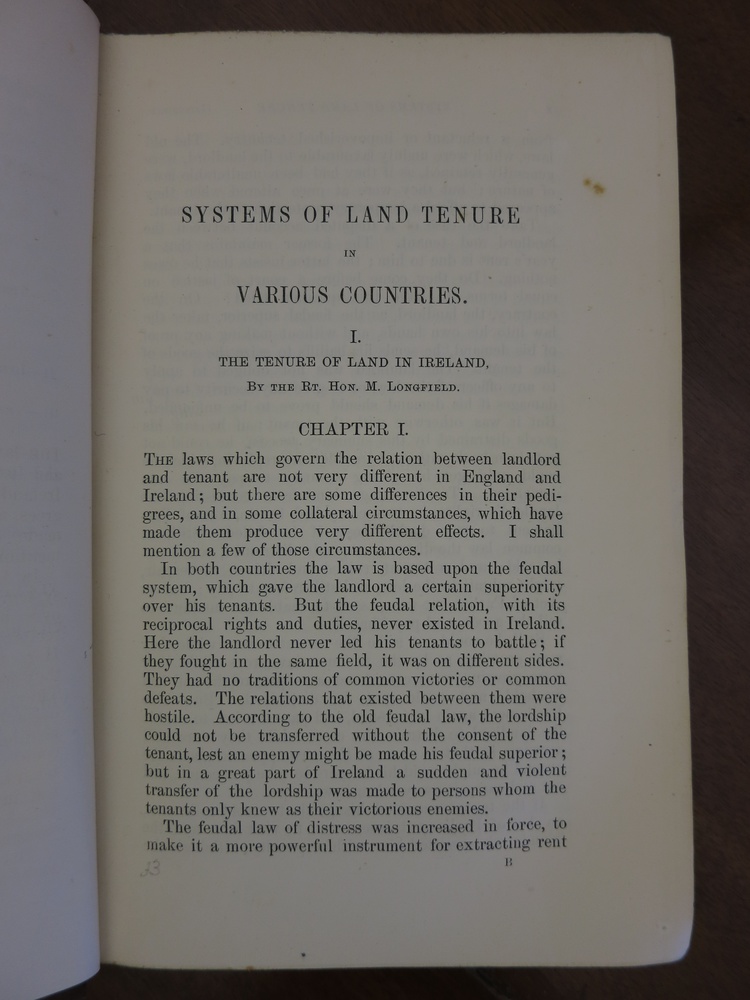 SYSTEMS OF LAND TENURE
IN
VARIOUS COUNTRIES.
I.
THE TENURE OF LAND IN IRELAND,
BY THE RT. HON. M. LONGFIELD.
CHAPTER I.
THE laws which govern the relation between landlord
and tenant are not very different in England and
Ireland; but there are some differences in their pedi-
grees, and in some collateral circumstances, which have
made them produce very different effects. I shall
mention a few of those circumstances.
In both countries the law is based upon the feudal
system, which gave the landlord a certain superiority
over his tenants. But the feudal relation, with its
reciprocal rights and duties, never existed in Ireland.
Here the landlord never led his tenants to battle; if
they fought in the same field, it was on different sides.
They had no traditions of common victories or common
defeats. The relations that existed between them were
hostile. According to the old feudal law, the lordship
could not be transferred without the consent of the
tenant, lest an enemy might be made his feudal superior;
but in a great part of Ireland a sudden and violent
transfer of the lordship was made to persons whom the
tenants only knew as their victorious enemies.
The feudal law of distress was increased in force, to
make it a more powerful instrument for extracting rent
B